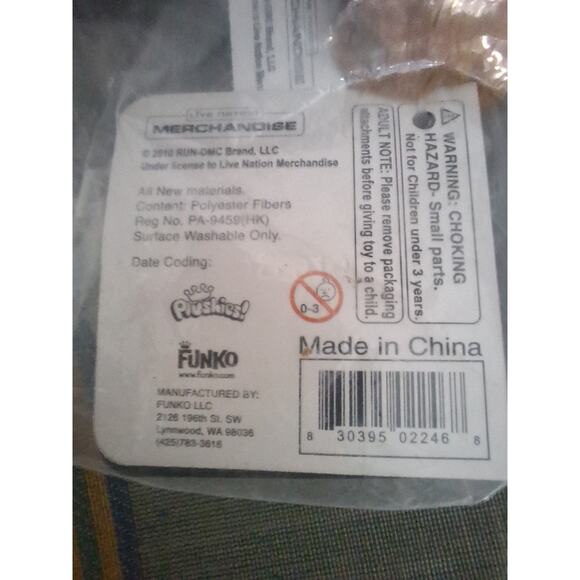 Live nation
MERCHANDISE
© 2010 RUN-DMC Brand, LLC
Under license to Live Nation Merchandise
All New materials.
Content: Polyester Fibers
Reg No. PA-9459(HK)
Surface Washable Only.
Date Coding:
Plushies!
FUNKO
www.funko.com
MANUFACTURED BY:
FUNKO LLC
2126 196th St. SW
Lynnwood, WA 98036
(425)783-3616
0-3
ADULT NOTE: Please remove packaging
attachments before giving toy to a child.
WARNING: CHOKING
HAZARD- Small parts.
Not for Children under 3 years.
Made in China
8 30395 02246 8
Brand, LLC
MERCHANDISE